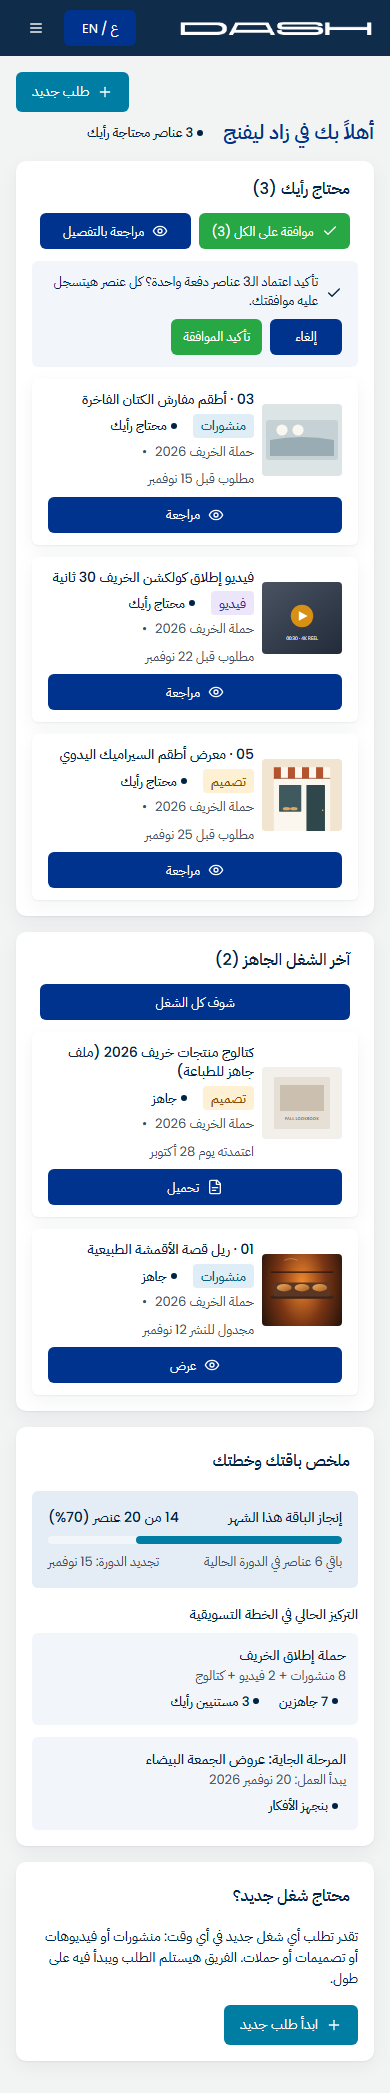 DASH
EN / ع
طلب جديد
أهلاً بك في زاد ليفنج
3 عناصر محتاجة رأيك
محتاج رأيك (3)
موافقة على الكل (3)
مراجعة بالتفصيل
تأكيد اعتماد الـ3 عناصر دفعة واحدة؟ كل عنصر هيتسجل
عليه موافقتك.
إلغاء
تأكيد الموافقة
03 · أطقم مفارش الكتان الفاخرة
منشورات
محتاج رأيك
حملة الخريف 2026 •
مطلوب قبل 15 نوفمبر
مراجعة
فيديو إطلاق كولكشن الخريف 30 ثانية
فيديو
محتاج رأيك
00:30 · 4K REEL
حملة الخريف 2026 •
مطلوب قبل 22 نوفمبر
مراجعة
05 · معرض أطقم السيراميك اليدوي
تصميم
محتاج رأيك
حملة الخريف 2026 •
مطلوب قبل 25 نوفمبر
مراجعة
آخر الشغل الجاهز (2)
شوف كل الشغل
كتالوج منتجات خريف 2026 (ملف
جاهز للطباعة)
تصميم
جاهز
FALL LOOKBOOK
حملة الخريف 2026 •
اعتمدته يوم 28 أكتوبر
تحميل
01 · ريل قصة الأقمشة الطبيعية
منشورات
جاهز
حملة الخريف 2026 •
مجدول للنشر 12 نوفمبر
عرض
ملخص باقتك وخطتك
إنجاز الباقة هذا الشهر
14 من 20 عنصر (70%)
باقي 6 عناصر في الدورة الحالية
تجديد الدورة: 15 نوفمبر
التركيز الحالي في الخطة التسويقية
حملة إطلاق الخريف
8 منشورات + 2 فيديو + كتالوج
7 جاهزين
3 مستنيين رأيك
المرحلة الجاية: عروض الجمعة البيضاء
يبدأ العمل: 20 نوفمبر 2026
بنجهز الأفكار
محتاج شغل جديد؟
تقدر تطلب أي شغل جديد في أي وقت: منشورات أو فيديوهات
أو تصميمات أو حملات. الفريق هيستلم الطلب ويبدأ فيه على
طول.
ابدأ طلب جديد